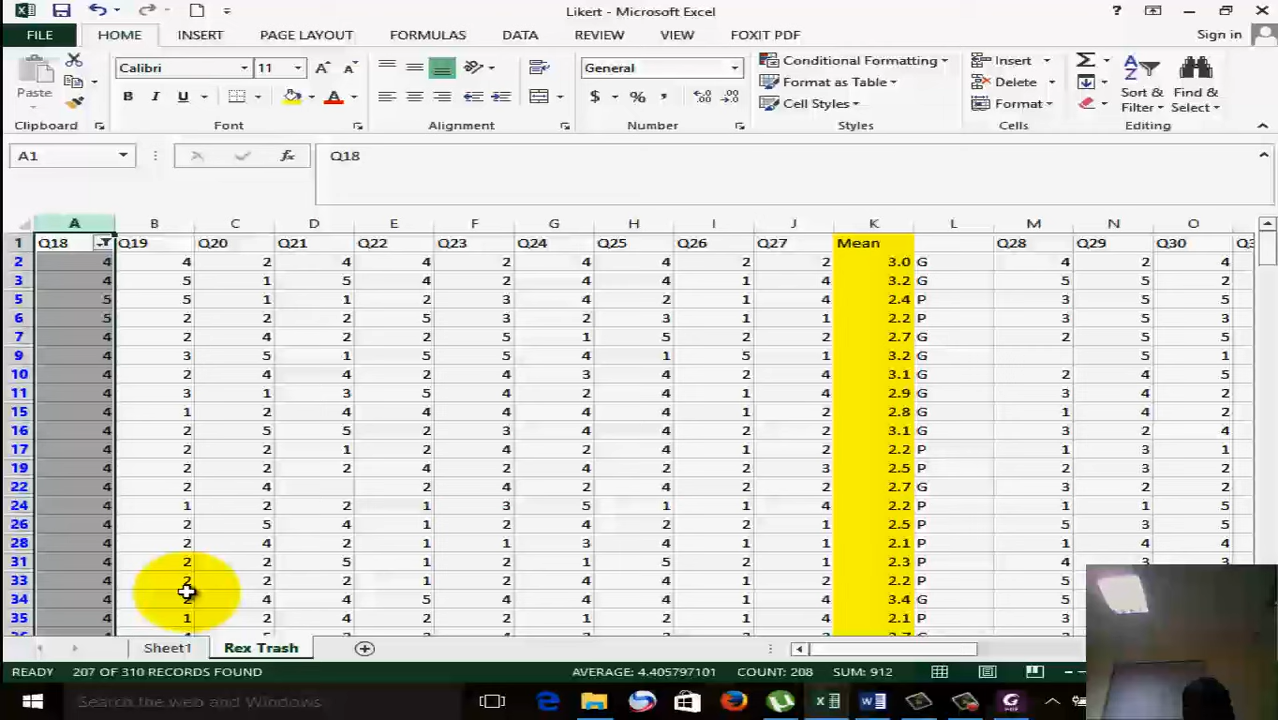 Likert - Microsoft Excel
FILE HOME INSERT PAGE LAYOUT FORMULAS DATA REVIEW VIEW FOXIT PDF Sign in
Paste Calibri 11 B I U General $ % Conditional Formatting Format as Table Cell Styles Insert Delete Format Sort & Filter Find & Select
Clipboard Font Alignment Number Styles Cells Editing
A1 fx Q18
A B C D E F G H I J K L M N O
1 Q18 Q19 Q20 Q21 Q22 Q23 Q24 Q25 Q26 Q27 Mean Q28 Q29 Q30
2 4 4 2 4 4 2 4 4 2 2 3.0 G 4 2 4
3 4 5 1 5 4 2 4 4 1 4 3.2 G 5 5 2
5 5 5 1 1 2 3 4 2 1 4 2.4 P 3 5 5
6 5 2 2 2 5 3 2 3 1 1 2.2 P 3 5 3
7 4 2 4 2 2 5 1 5 2 2 2.7 G 2 5 5
9 4 3 5 1 5 5 4 1 5 1 3.2 G 5 1
10 4 2 4 4 2 4 3 4 2 4 3.1 G 2 4 5
11 4 3 1 3 5 4 2 4 1 4 2.9 G 3 4 2
15 4 1 2 4 4 4 4 4 1 2 2.8 G 1 4 2
16 4 2 5 5 2 3 4 4 1 2 3.1 G 3 2 4
17 4 2 2 1 2 4 2 4 1 2 2.2 P 1 3 1
19 4 2 2 2 4 2 4 2 2 3 2.5 P 2 3 2
22 4 2 4 2 4 2 4 1 2 2.7 G 3 2 2
24 4 1 2 2 1 3 5 1 1 4 2.2 P 1 1 5
26 4 2 5 4 1 2 4 2 2 1 2.5 P 5 3 5
28 4 2 4 2 1 1 3 4 1 1 2.1 P 1 4 4
31 4 2 2 5 1 2 1 5 2 1 2.3 P 4 3 3
33 4 2 2 2 1 2 4 4 1 2 2.2 P 5
34 4 2 4 4 5 4 4 4 1 2 3.4 G 5
35 4 1 2 4 2 2 1 2 1 4 2.1 P 3
Sheet1 Rex Trash
READY 207 OF 310 RECORDS FOUND AVERAGE: 4.405797101 COUNT: 208 SUM: 912
Search the web and Windows